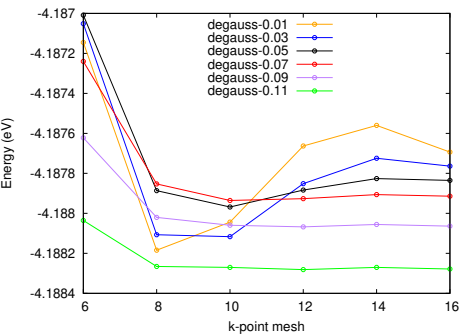 -4.187
-4.1872
-4.1874
-4.1876
-4.1878
-4.188
-4.1882
-4.1884
Energy (eV)
degauss-0.01
degauss-0.03
degauss-0.05
degauss-0.07
degauss-0.09
degauss-0.11
6 8 10 12 14 16
k-point mesh